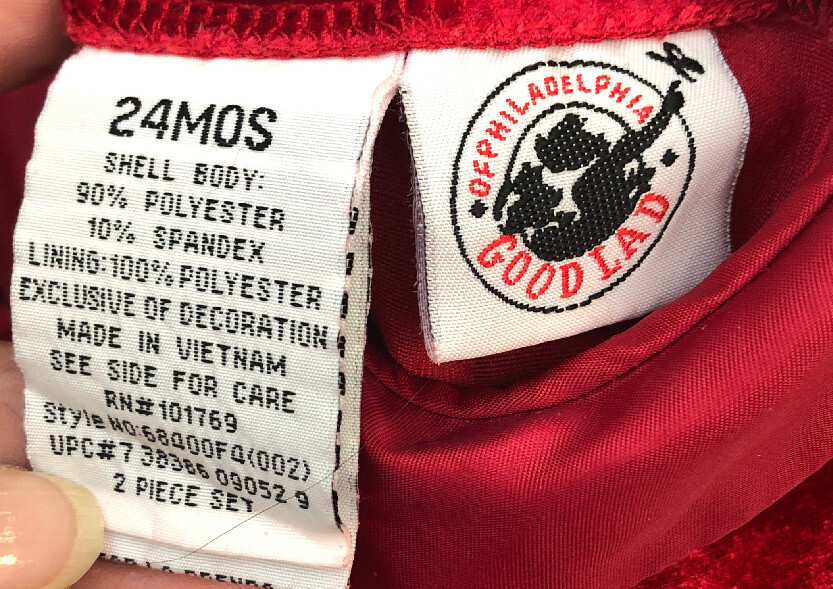 24MOS
SHELL BODY:
90% POLYESTER
10% SPANDEX
LINING:100% POLYESTER
EXCLUSIVE OF DECORATION
MADE IN VIETNAM
SEE SIDE FOR CARE
RN#101769
Style NO:68400F4(002)
UPC#7 38386 09052 9
2 PIECE SET
OF PHILADELPHIA
GOOD LAD